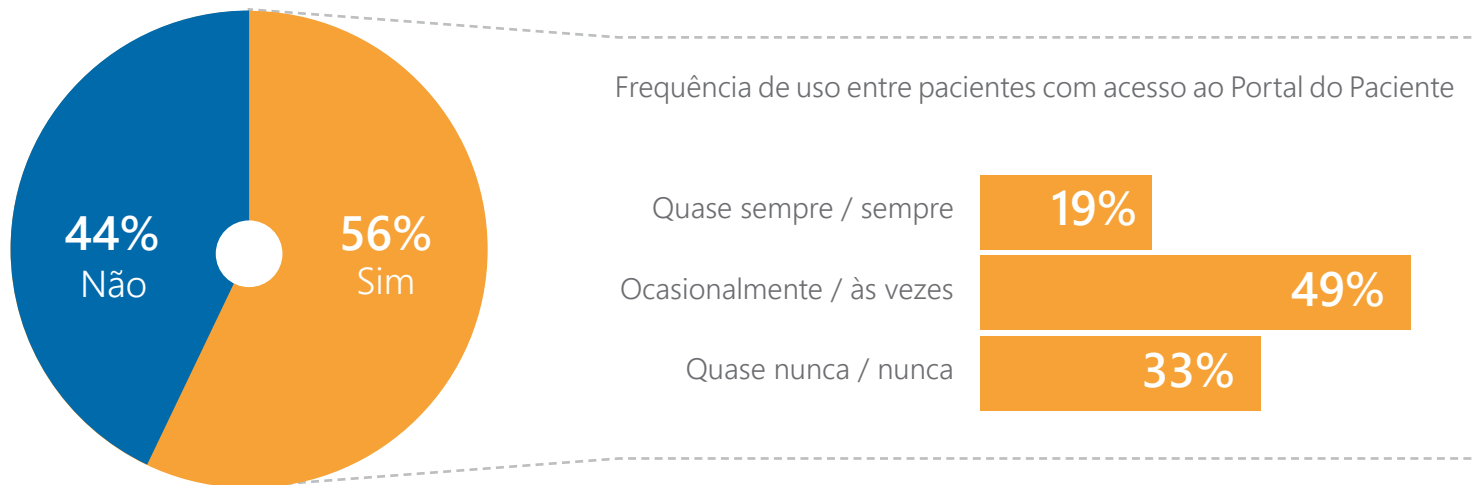 44%
Não
56%
Sim
Frequência de uso entre pacientes com acesso ao Portal do Paciente
Quase sempre / sempre 19%
Ocasionalmente / às vezes 49%
Quase nunca / nunca 33%